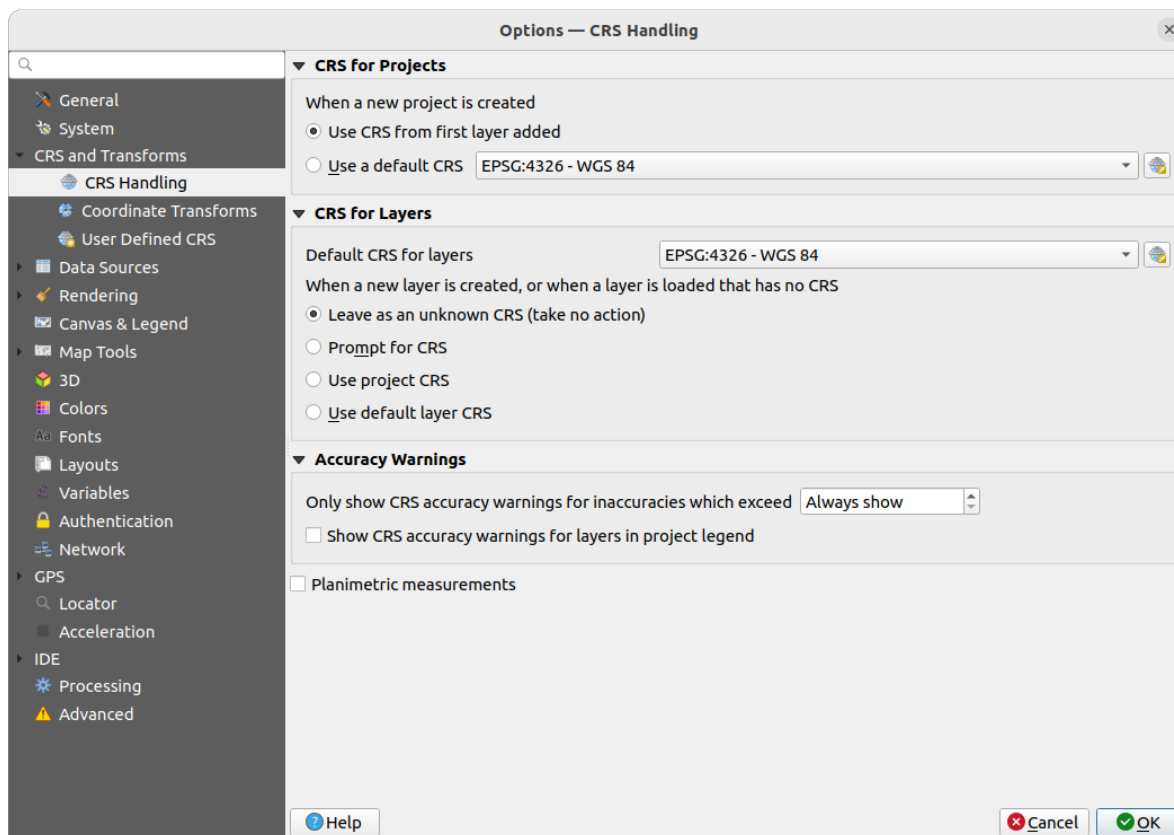 Options — CRS Handling
General
System
CRS and Transforms
CRS Handling
Coordinate Transforms
User Defined CRS
Data Sources
Rendering
Canvas & Legend
Map Tools
3D
Colors
Aa Fonts
Layouts
Variables
Authentication
Network
GPS
Locator
Acceleration
IDE
Processing
Advanced
CRS for Projects
When a new project is created
Use CRS from first layer added
Use a default CRS EPSG:4326 - WGS 84
CRS for Layers
Default CRS for layers EPSG:4326 - WGS 84
When a new layer is created, or when a layer is loaded that has no CRS
Leave as an unknown CRS (take no action)
Prompt for CRS
Use project CRS
Use default layer CRS
Accuracy Warnings
Only show CRS accuracy warnings for inaccuracies which exceed Always show
Show CRS accuracy warnings for layers in project legend
Planimetric measurements
Help Cancel OK